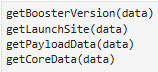 getBoosterVersion(data)
getLaunchSite(data)
getPayloadData(data)
getCoreData(data)